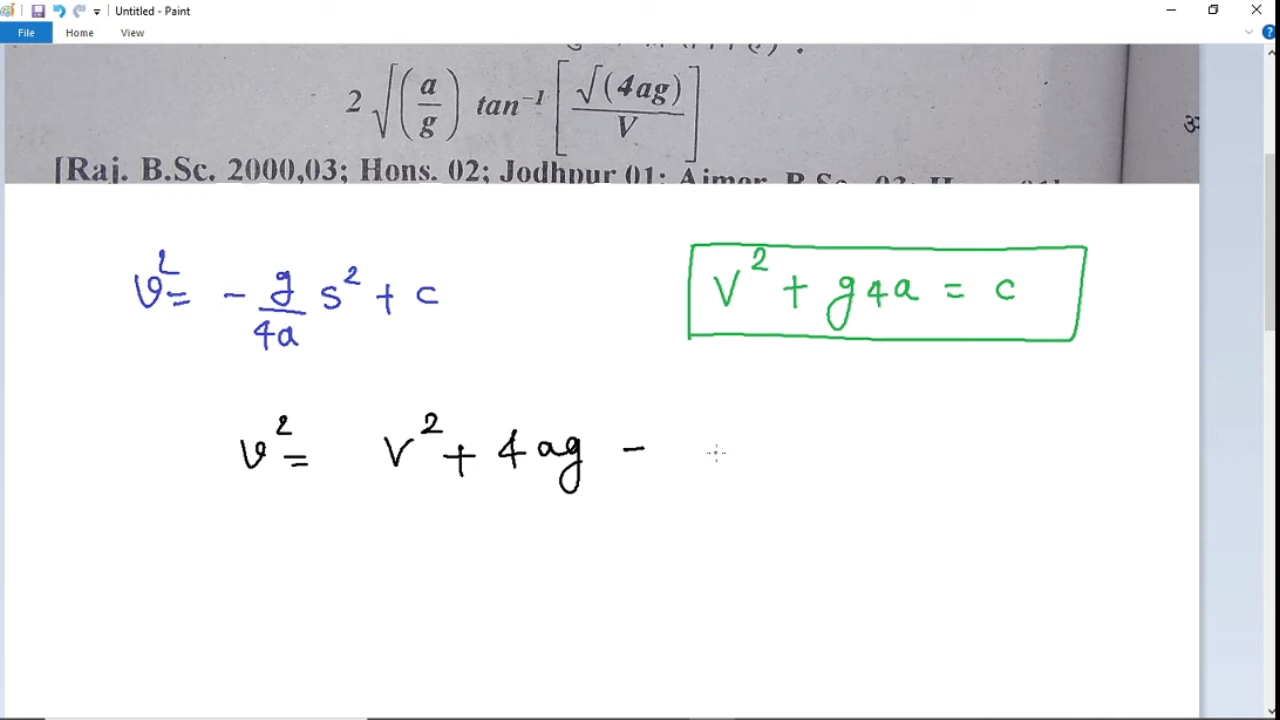 Untitled - Paint
File Home View
2 √(a/g) tan⁻¹ [√(4ag)/V]
[Raj. B.Sc. 2000,03; Hons. 02; Jodhpur 01;
v² = - g/4a s² + c
V² + g4a = c
v² = V² + 4ag -